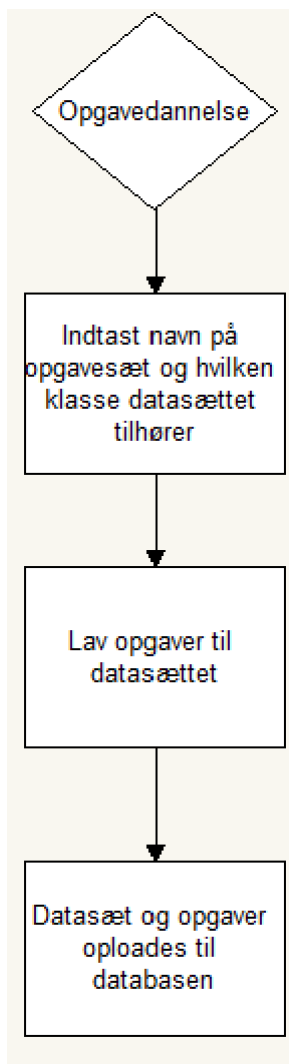 Opgavedannelse
Indtast navn på
opgavesæt og hvilken
klasse datasættet
tilhører
Lav opgaver til
datasættet
Datasæt og opgaver
oploades til
databasen